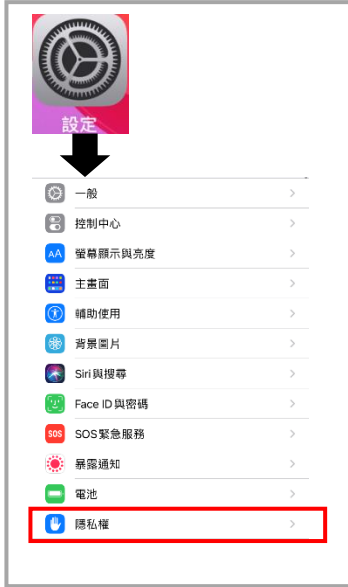 設定
一般
控制中心
AA 螢幕顯示與亮度
主畫面
輔助使用
背景圖片
Siri與搜尋
Face ID與密碼
SOS SOS緊急服務
暴露通知
電池
隱私權